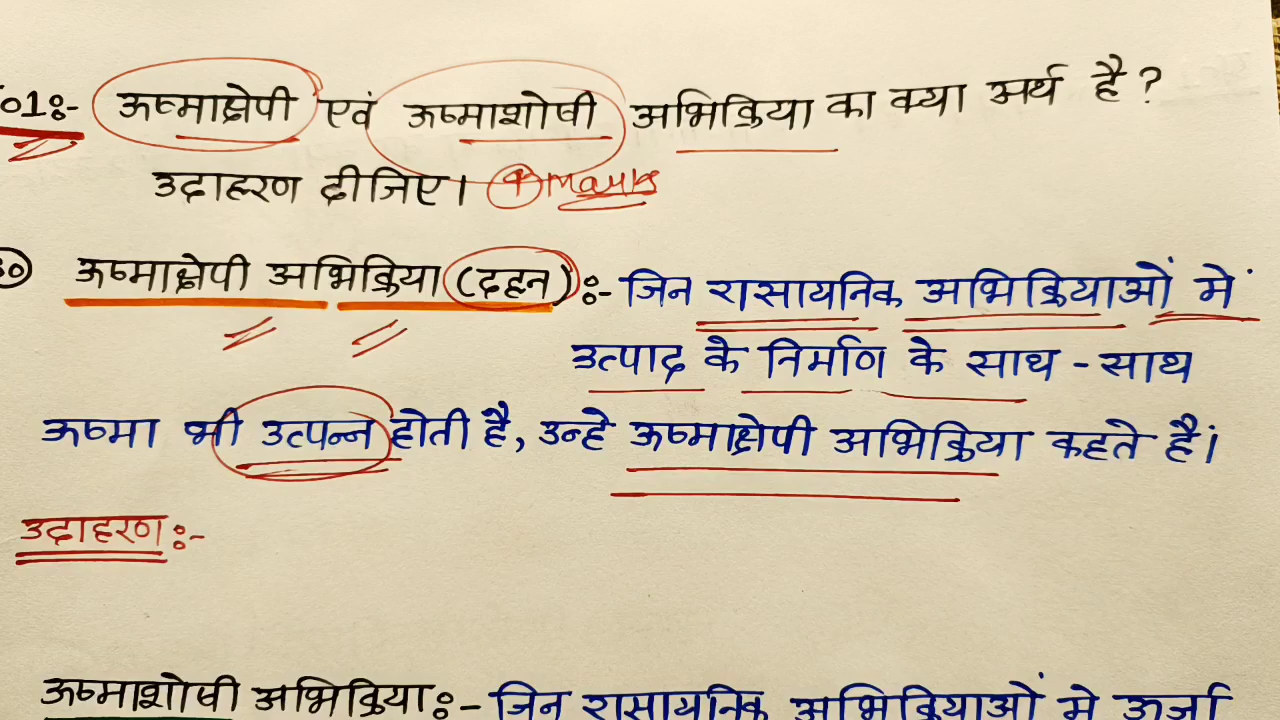 01:- ऊष्माक्षेपी एवं ऊष्माशोषी अभिक्रिया का क्या अर्थ है ?
उदाहरण दीजिए। 4 Marks
ऊष्माक्षेपी अभिक्रिया (दहन) :- जिन रासायनिक अभिक्रियाओं में
उत्पाद के निर्माण के साथ - साथ
ऊष्मा भी उत्पन्न होती है, उन्हे ऊष्माक्षेपी अभिक्रिया कहते हैं।
उदाहरण :-
ऊष्माशोषी अभिक्रिया :- जिन रासायनिक अभिक्रियाओं मे ऊर्जा